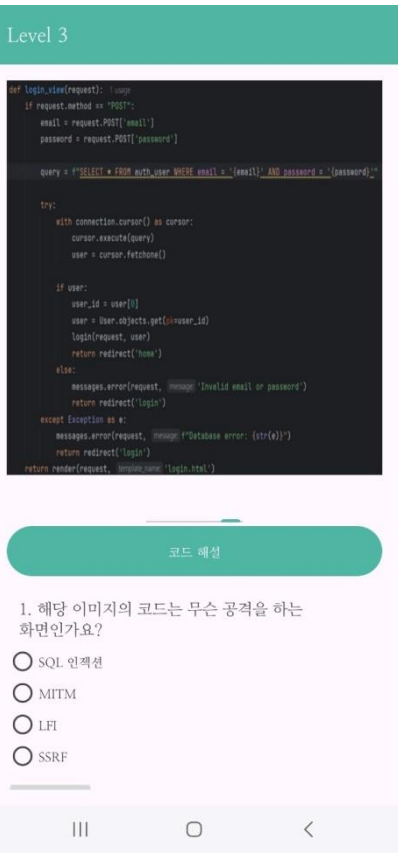 Level 3
def login_view(request): 1 usage
if request.method == "POST":
email = request.POST['email']
password = request.POST['password']
query = f"SELECT * FROM auth_user WHERE email = '{email}' AND password = '{password}'"
try:
with connection.cursor() as cursor:
cursor.execute(query)
user = cursor.fetchone()
if user:
user_id = user[0]
user = User.objects.get(pk=user_id)
login(request, user)
return redirect('home')
else:
messages.error(request, message: 'Invalid email or password')
return redirect('login')
except Exception as e:
messages.error(request, message: f"Database error: {str(e)}")
return redirect('login')
return render(request, template_name: 'login.html')
코드 해설
1. 해당 이미지의 코드는 무슨 공격을 하는
화면인가요?
SQL 인젝션
MITM
LFI
SSRF